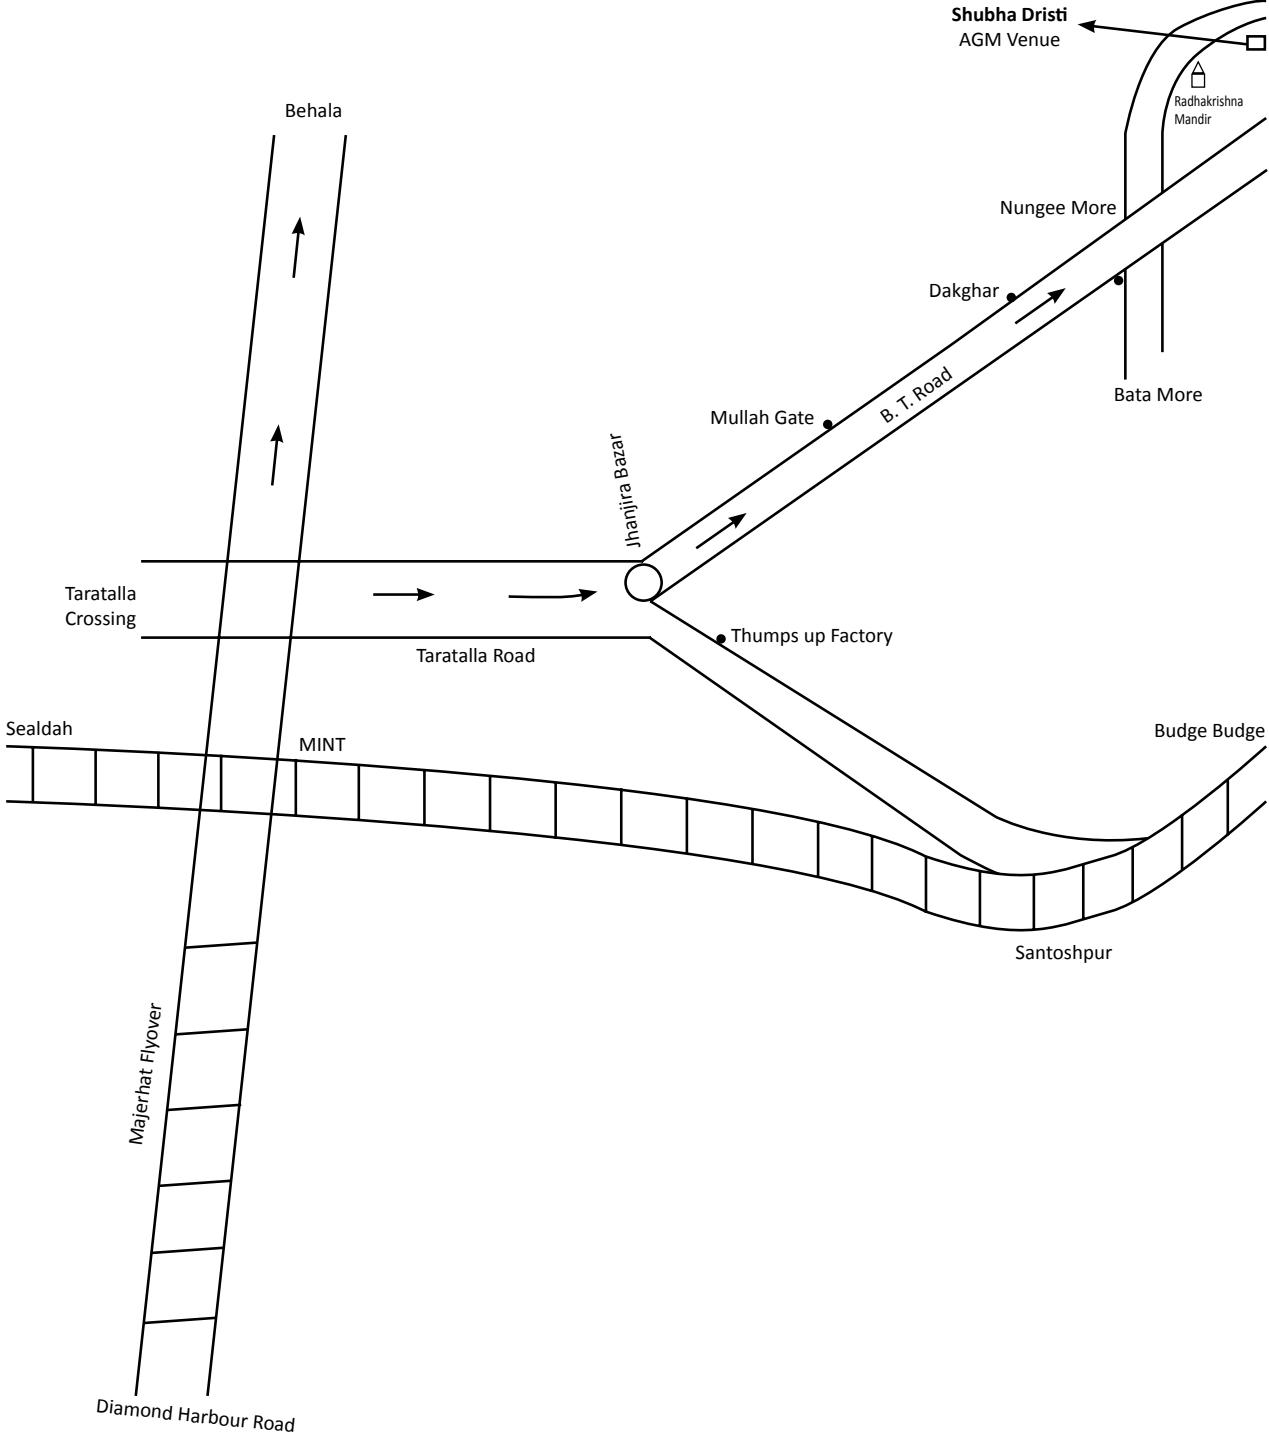 Shubha Dristi
AGM Venue
Radhakrishna
Mandir
Behala
Nungee More
Dakghar
B. T. Road
Bata More
Mullah Gate
Jhanjira Bazar
Taratalla
Crossing
Thumps up Factory
Taratalla Road
Sealdah
MINT
Budge Budge
Santoshpur
Majerhat Flyover
Diamond Harbour Road